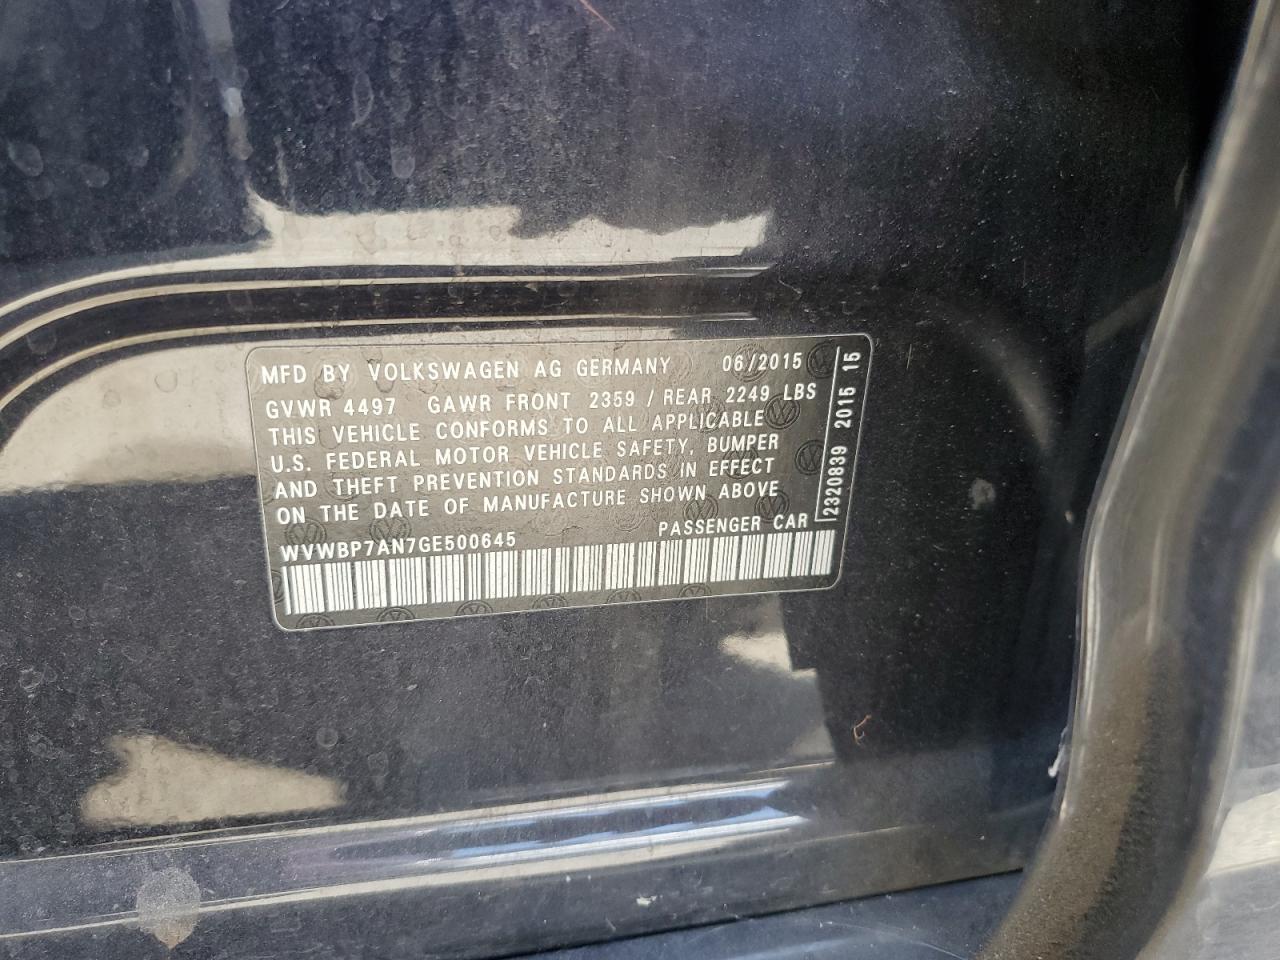 MFD BY VOLKSWAGEN AG GERMANY 06/2015
GVWR 4497 GAWR FRONT 2359 / REAR 2249 LBS
THIS VEHICLE CONFORMS TO ALL APPLICABLE
U.S. FEDERAL MOTOR VEHICLE SAFETY, BUMPER
AND THEFT PREVENTION STANDARDS IN EFFECT
ON THE DATE OF MANUFACTURE SHOWN ABOVE
PASSENGER CAR
WVWBP7AN7GE500645
2320839 2015 15